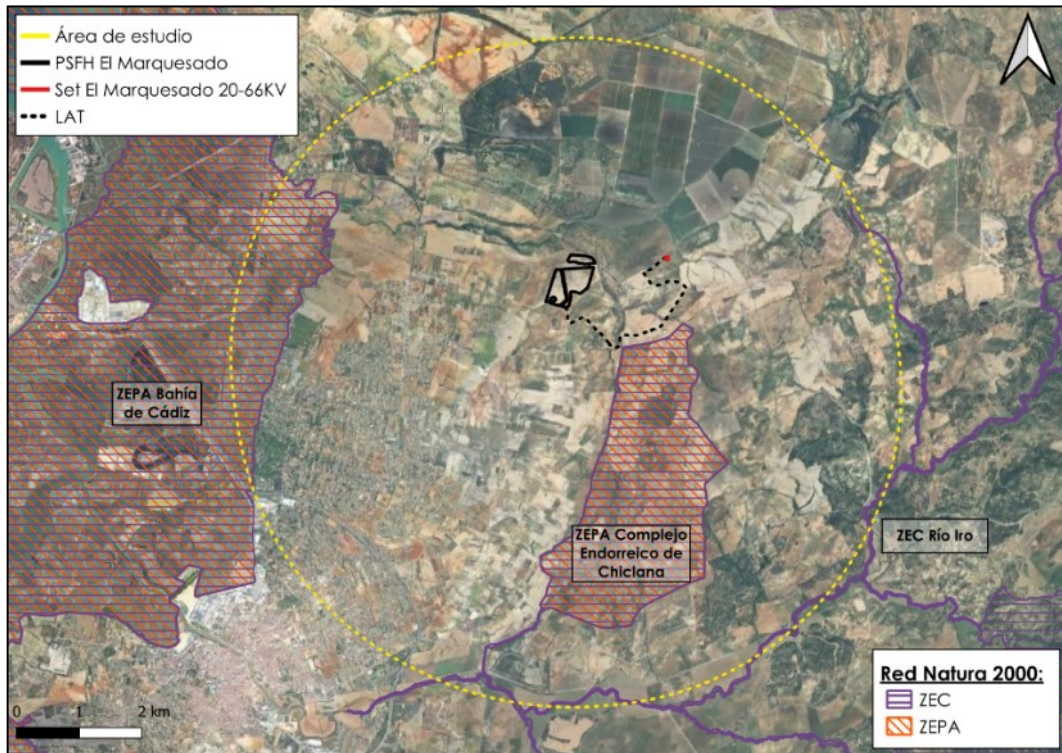 Área de estudio
PSFH El Marquesado
Set El Marquesado 20-66KV
LAT
ZEPA Bahía
de Cádiz
ZEPA Complejo
Endorreico de
Chiclana
ZEC Río Iro
0 1 2 km
Red Natura 2000:
ZEC
ZEPA